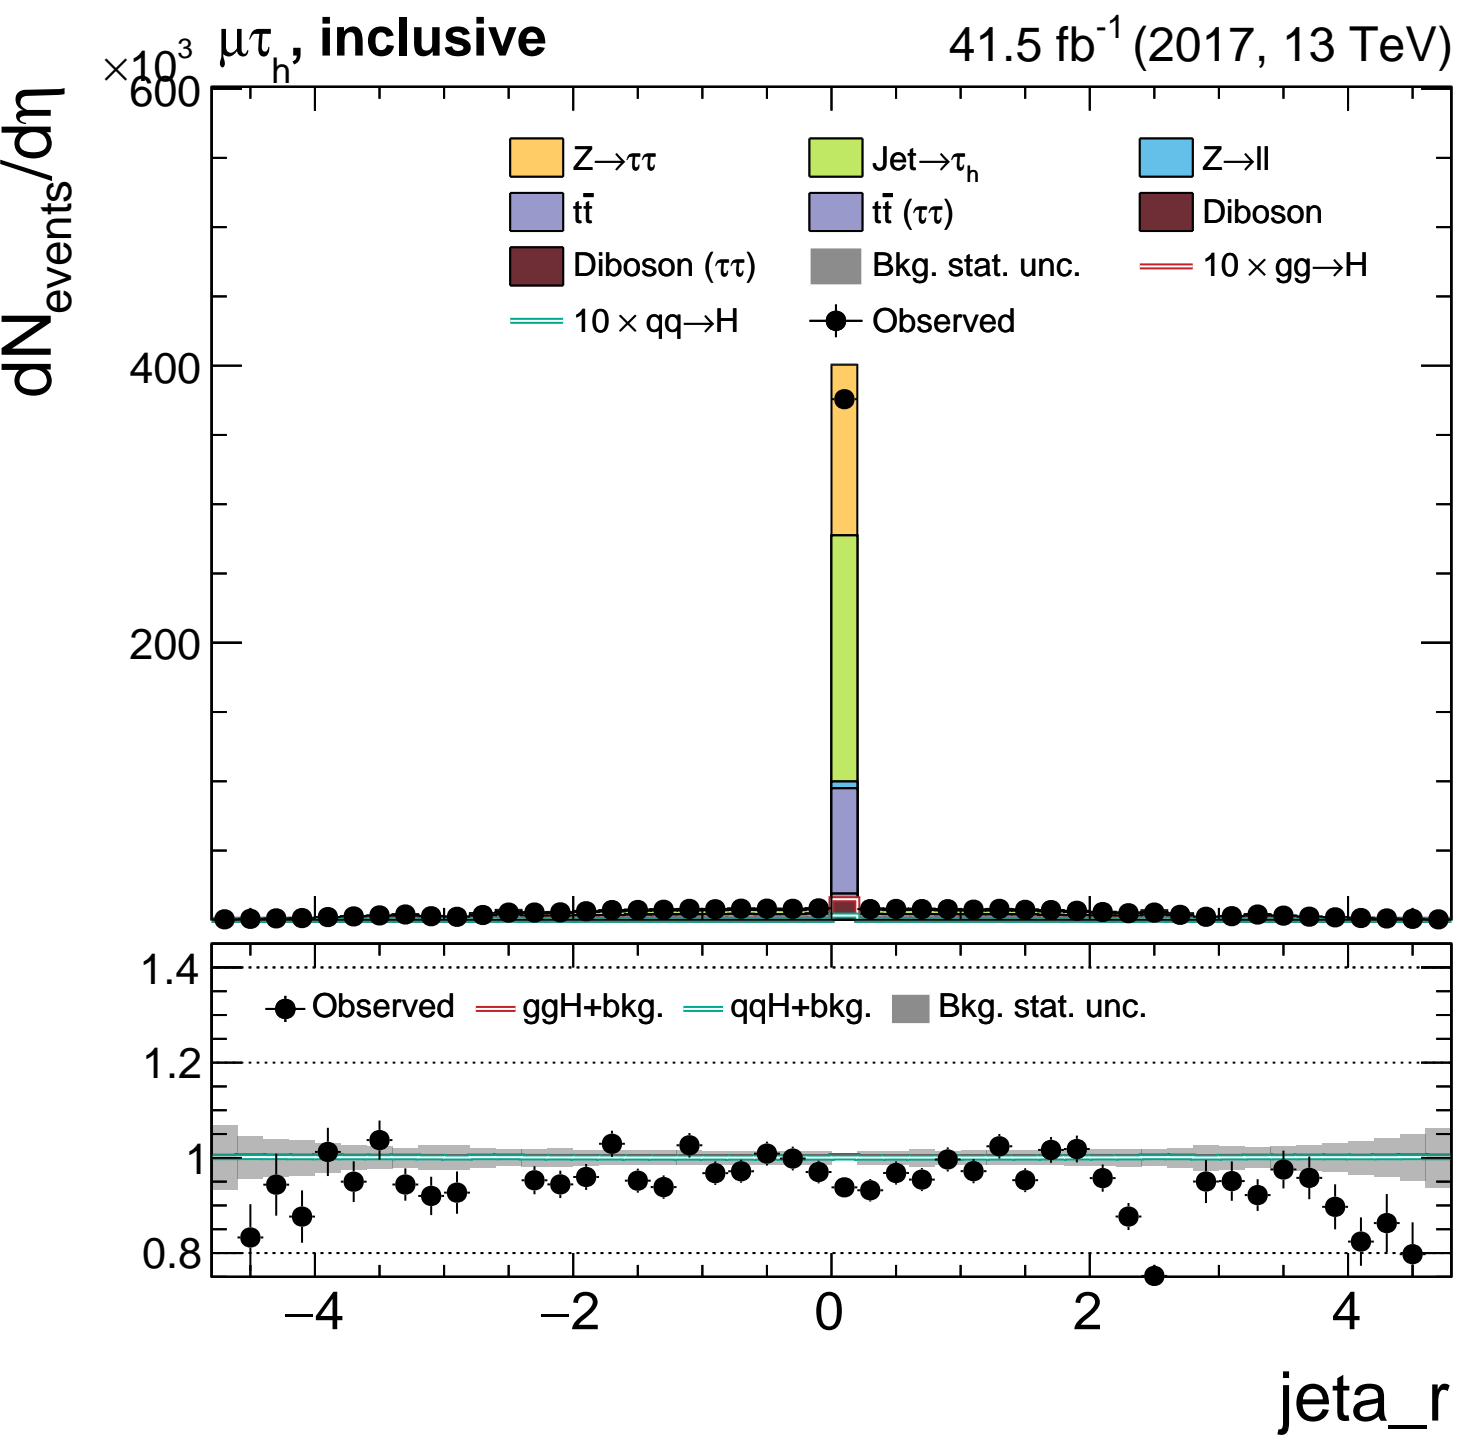 ×10³ μτₕ, inclusive 41.5 fb⁻¹ (2017, 13 TeV)
dN_events/dη
600
400
200
Z→ττ Jet→τₕ Z→ll
tt̄ tt̄ (ττ) Diboson
Diboson (ττ) Bkg. stat. unc. 10 × gg→H
10 × qq→H Observed
1.4
Observed ggH+bkg. qqH+bkg. Bkg. stat. unc.
1.2
1
0.8
−4 −2 0 2 4
jeta_r